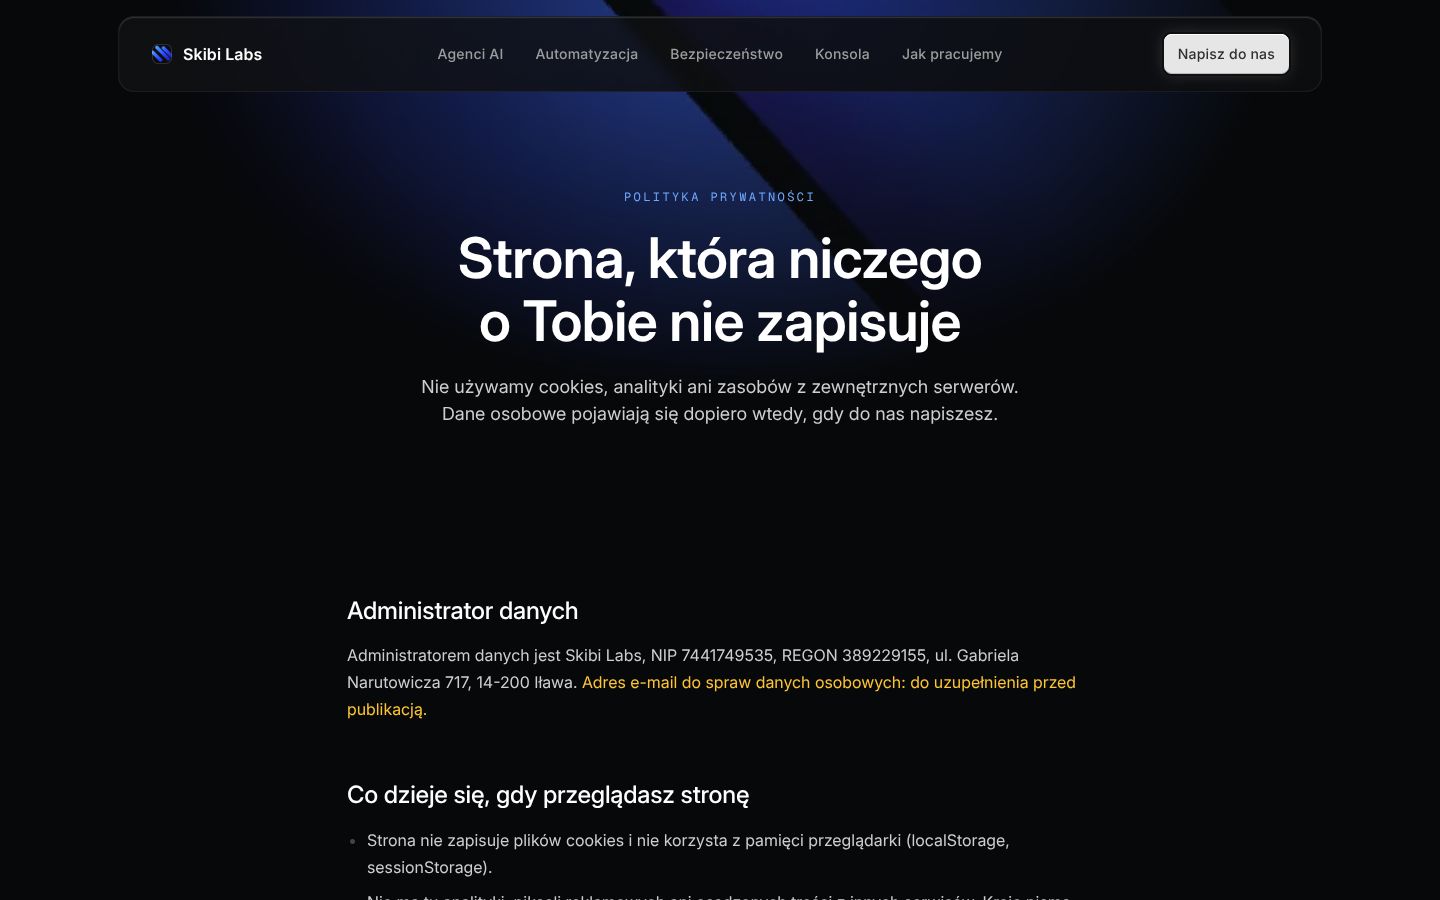 Skibi Labs
Agenci AI
Automatyzacja
Bezpieczeństwo
Konsola
Jak pracujemy
Napisz do nas
POLITYKA PRYWATNOŚCI
Strona, która niczego
o Tobie nie zapisuje
Nie używamy cookies, analityki ani zasobów z zewnętrznych serwerów.
Dane osobowe pojawiają się dopiero wtedy, gdy do nas napiszesz.
Administrator danych
Administratorem danych jest Skibi Labs, NIP 7441749535, REGON 389229155, ul. Gabriela
Narutowicza 717, 14-200 Iława. Adres e-mail do spraw danych osobowych: do uzupełnienia przed
publikacją.
Co dzieje się, gdy przeglądasz stronę
Strona nie zapisuje plików cookies i nie korzysta z pamięci przeglądarki (localStorage,
sessionStorage).